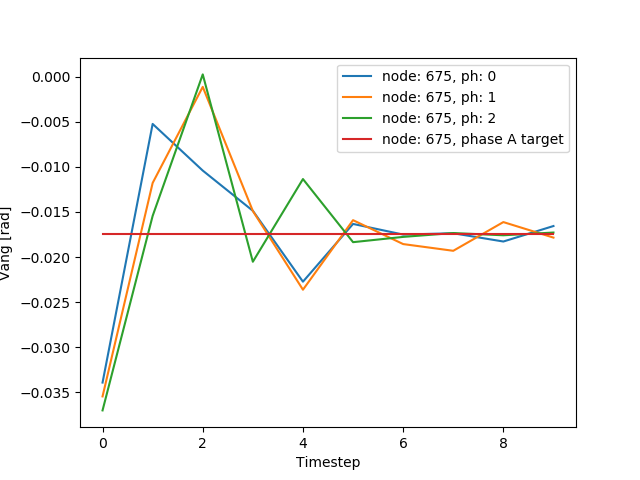 node: 675, ph: 0
node: 675, ph: 1
node: 675, ph: 2
node: 675, phase A target
0.000
−0.005
−0.010
−0.015
−0.020
−0.025
−0.030
−0.035
Vang [rad]
0 2 4 6 8
Timestep